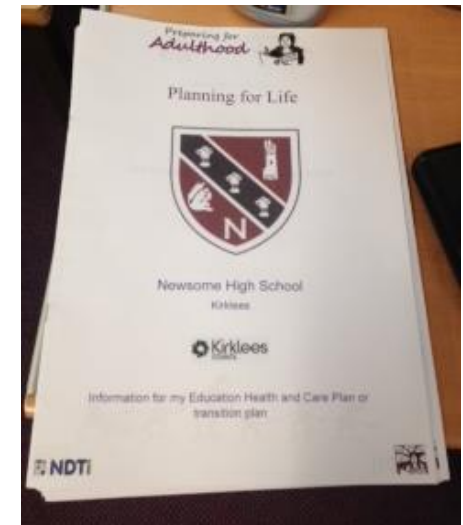 Preparing for
Adulthood
Planning for Life
N
Newsome High School
Kirklees
Kirklees
COUNCIL
Information for my Education Health and Care Plan or
transition plan
NDTi